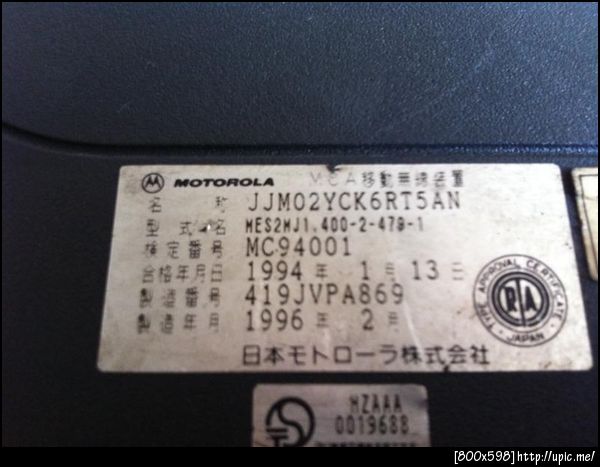 MOTOROLA MCA移動無線装置
名称 JJM02YCK6RT5AN
型式名 MES2MJ1.400-2-479-1
検定番号 MC94001
合格年月日 1994年 1月 13日
製造番号 419JVPA869
製造年月 1996年 2月
日本モトローラ株式会社
TYPE APPROVAL CERTIFICATE
JAPAN
HZAAA
0019688
[800x598]http://upic.me/